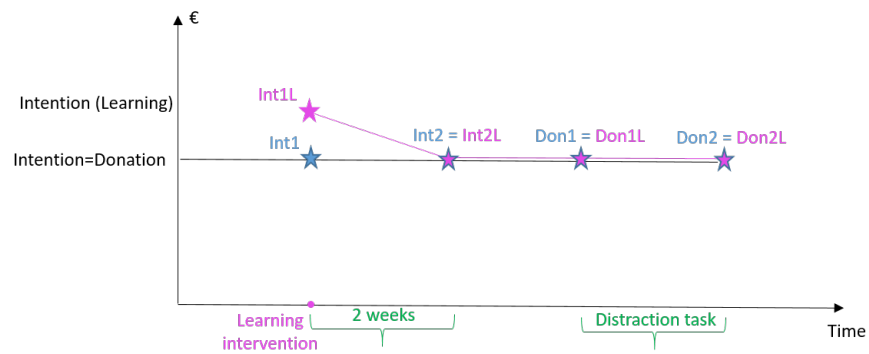 €
Intention (Learning)
Int1L
Int1
Int2 = Int2L
Don1 = Don1L
Don2 = Don2L
Intention=Donation
Learning
intervention
2 weeks
Distraction task
Time